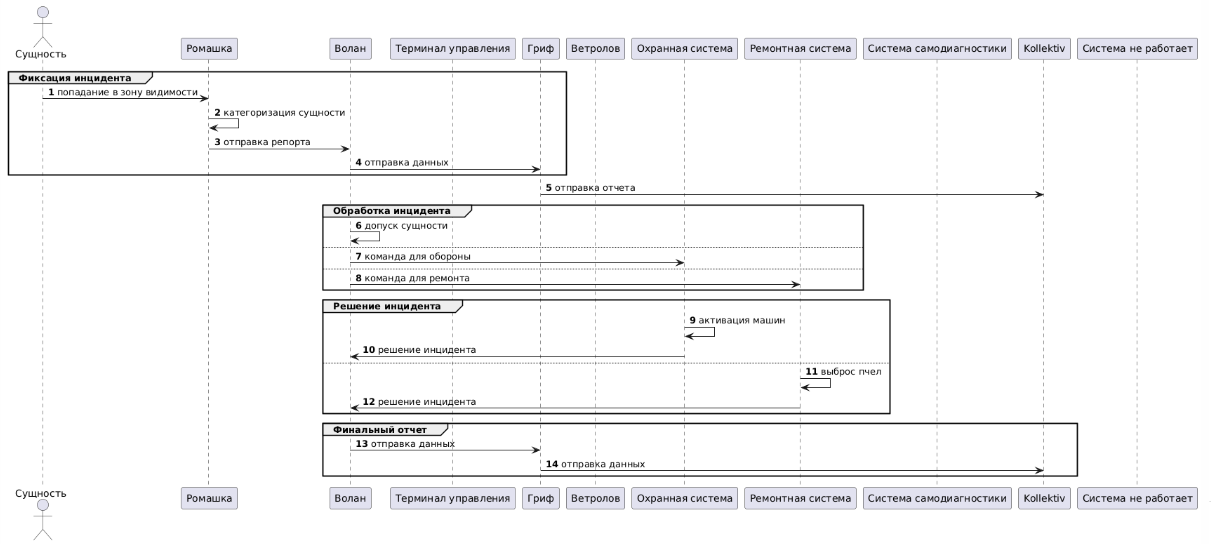 Сущность
Ромашка
Волан
Терминал управления
Гриф
Ветролов
Охранная система
Ремонтная система
Система самодиагностики
Kollektiv
Система не работает
Фиксация инцидента
1 попадание в зону видимости
2 категоризация сущности
3 отправка репорта
4 отправка данных
5 отправка отчета
Обработка инцидента
6 допуск сущности
7 команда для обороны
8 команда для ремонта
Решение инцидента
9 активация машин
10 решение инцидента
11 выброс пчел
12 решение инцидента
Финальный отчет
13 отправка данных
14 отправка данных
Сущность
Ромашка
Волан
Терминал управления
Гриф
Ветролов
Охранная система
Ремонтная система
Система самодиагностики
Kollektiv
Система не работает